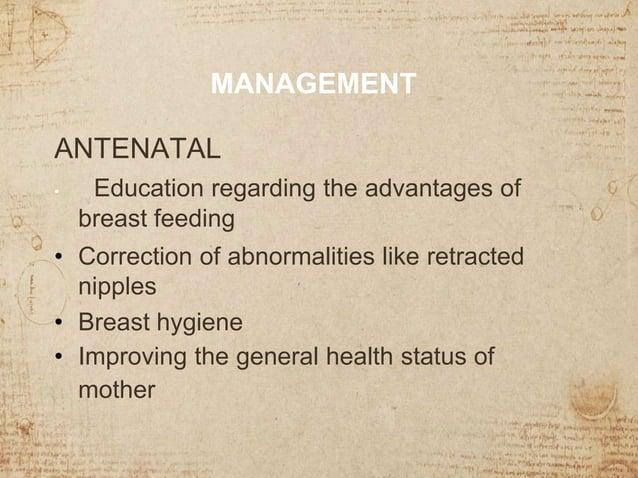 MANAGEMENT
ANTENATAL
• Education regarding the advantages of
breast feeding
• Correction of abnormalities like retracted
nipples
• Breast hygiene
• Improving the general health status of
mother